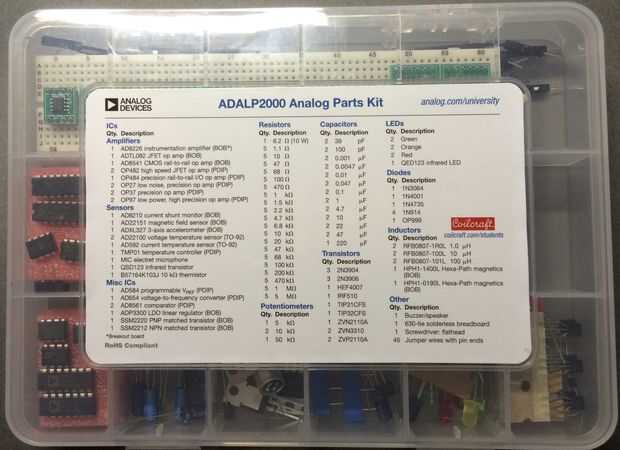 ANALOG DEVICES
ADALP2000 Analog Parts Kit
analog.com/university
ICs
Qty. Description
Amplifiers
1 AD8226 instrumentation amplifier (BOB*)
1 ADTL082 JFET op amp (BOB)
1 AD8541 CMOS rail-to-rail op amp (BOB)
2 OP482 high speed JFET op amp (PDIP)
2 OP484 precision rail-to-rail I/O op amp (PDIP)
2 OP27 low noise, precision op amp (PDIP)
2 OP37 precision op amp (PDIP)
2 OP97 low power, high precision op amp (PDIP)
Sensors
1 AD8210 current shunt monitor (BOB)
1 AD22151 magnetic field sensor (BOB)
1 ADXL327 3-axis accelerometer (BOB)
2 AD22100 voltage temperature sensor (TO-92)
1 AD592 current temperature sensor (TO-92)
1 TMP01 temperature controller (PDIP)
1 MIC electret microphone
1 QSD123 infrared transistor
1 B57164K103J 10 kΩ thermistor
Misc ICs
1 AD584 programmable VREF (PDIP)
1 AD654 voltage-to-frequency converter (PDIP)
2 AD8561 comparator (PDIP)
1 ADP3300 LDO linear regulator (BOB)
1 SSM2220 PNP matched transistor (BOB)
1 SSM2212 NPN matched transistor (BOB)
*Breakout board
RoHS Compliant
Resistors
Qty. Description
1 6.2 Ω (10 W)
5 1.1 Ω
5 10 Ω
5 47 Ω
5 68 Ω
5 100 Ω
5 470 Ω
5 1 kΩ
5 1.5 kΩ
5 2.2 kΩ
5 4.7 kΩ
5 6.8 kΩ
5 10 kΩ
5 20 kΩ
5 47 kΩ
5 68 kΩ
5 100 kΩ
5 200 kΩ
5 470 kΩ
5 1 MΩ
5 5 MΩ
Potentiometers
1 5 kΩ
2 10 kΩ
1 50 kΩ
Capacitors
Qty. Description
2 39 pF
2 100 pF
2 0.001 µF
2 0.0047 µF
2 0.01 µF
2 0.047 µF
2 0.1 µF
2 1 µF
2 4.7 µF
2 10 µF
2 22 µF
2 47 µF
1 220 µF
Transistors
Qty. Description
3 2N3904
3 2N3906
1 HEF4007
1 IRF510
1 TIP31CFS
1 TIP32CFS
1 ZVN2110A
2 ZVN3310
2 ZVP2110A
LEDs
Qty. Description
2 Green
2 Orange
2 Red
1 QED123 infrared LED
Diodes
Qty. Description
1 1N3064
1 1N4001
1 1N4735
4 1N914
1 OP999
Coilcraft
coilcraft.com/students
Inductors
Qty. Description
2 RFB0807-1R0L 1.0 µH
2 RFB0807-100L 10 µH
2 RFB0807-101L 100 µH
1 HPH1-1400L Hexa-Path magnetics
(BOB)
1 HPH1-0190L Hexa-Path magnetics
(BOB)
Other
Qty. Description
1 Buzzer/speaker
1 630-tie solderless breadboard
1 Screwdriver: flathead
45 Jumper wires with pin ends